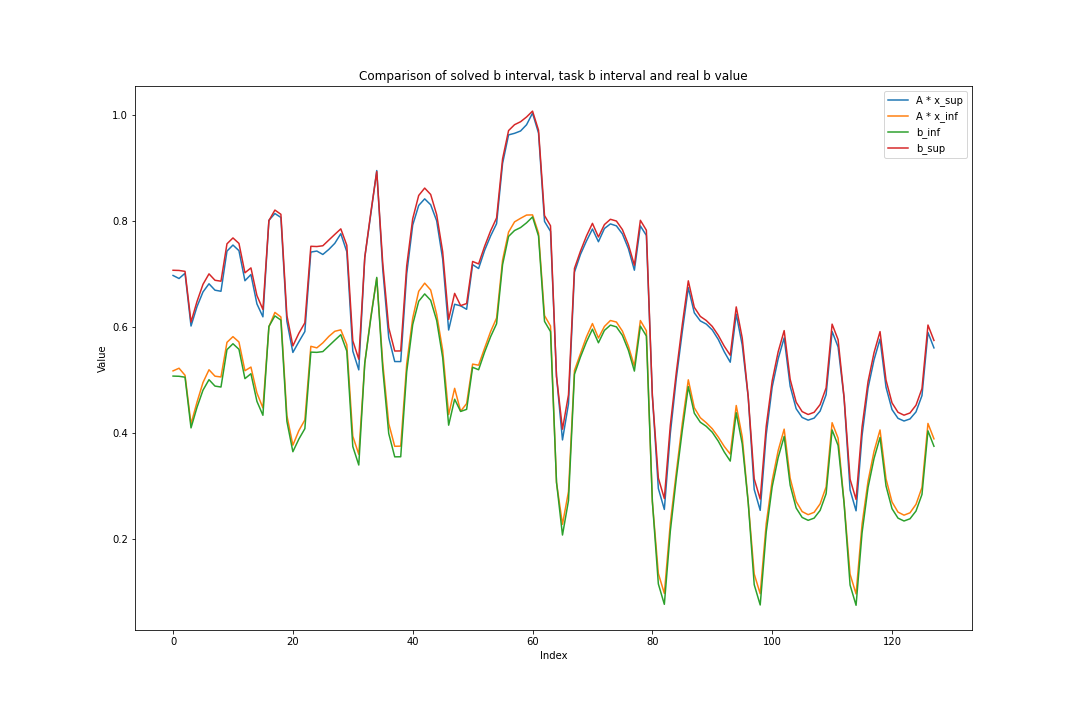 Comparison of solved b interval, task b interval and real b value
A * x_sup
A * x_inf
b_inf
b_sup
1.0
0.8
0.6
0.4
0.2
Value
0 20 40 60 80 100 120
Index